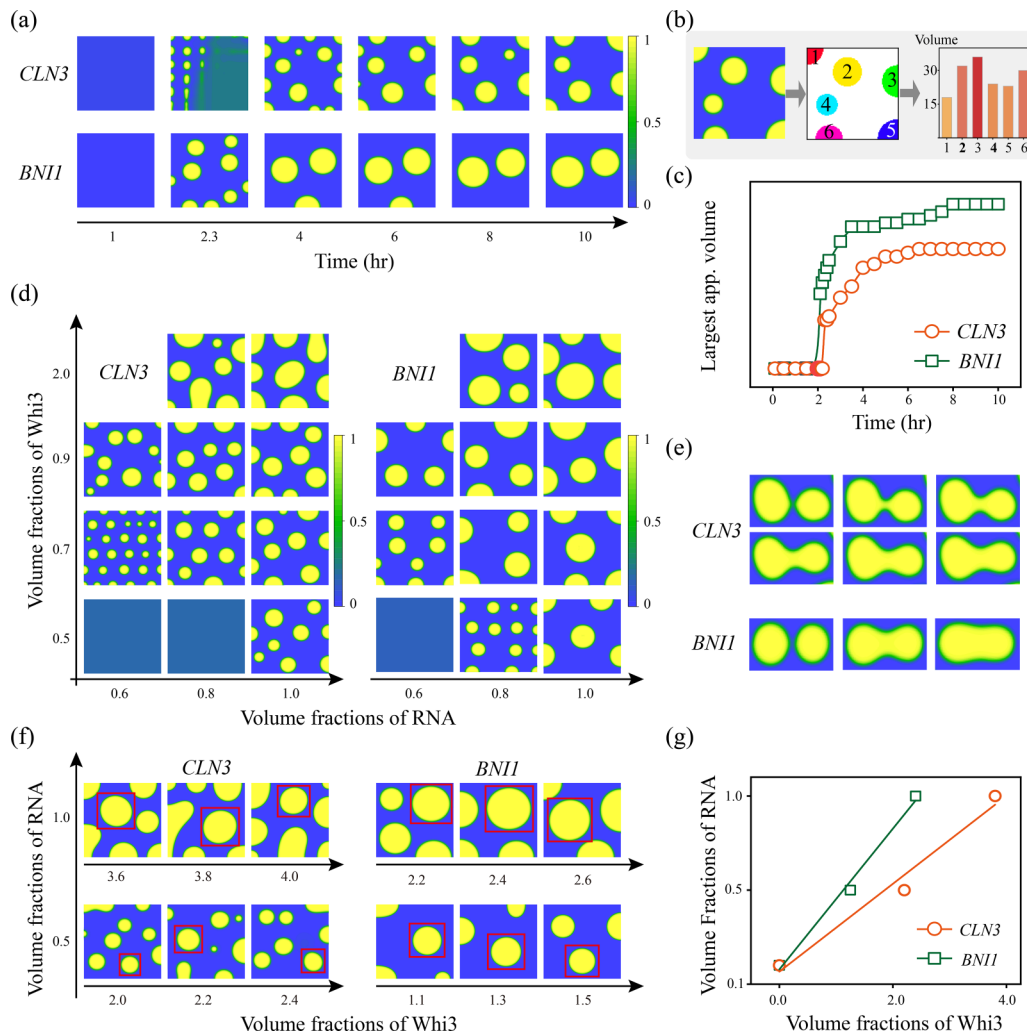 (a)
CLN3
BNI1
1
0.5
0
1
2.3
4
6
8
10
Time (hr)
(b)
1
2
3
4
5
6
Volume
30
15
1
2
3
4
5
6
(c)
Largest app. volume
CLN3
BNI1
0
2
4
6
8
10
Time (hr)
(d)
Volume fractions of Whi3
2.0
0.9
0.7
0.5
CLN3
BNI1
1
0.5
0
1
0.5
0
0.6
0.8
1.0
0.6
0.8
1.0
Volume fractions of RNA
(e)
CLN3
BNI1
(f)
Volume fractions of RNA
CLN3
BNI1
1.0
3.6
3.8
4.0
2.2
2.4
2.6
0.5
2.0
2.2
2.4
1.1
1.3
1.5
Volume fractions of Whi3
(g)
Volume Fractions of RNA
1.0
0.5
0.1
CLN3
BNI1
0.0
2.0
4.0
Volume fractions of Whi3